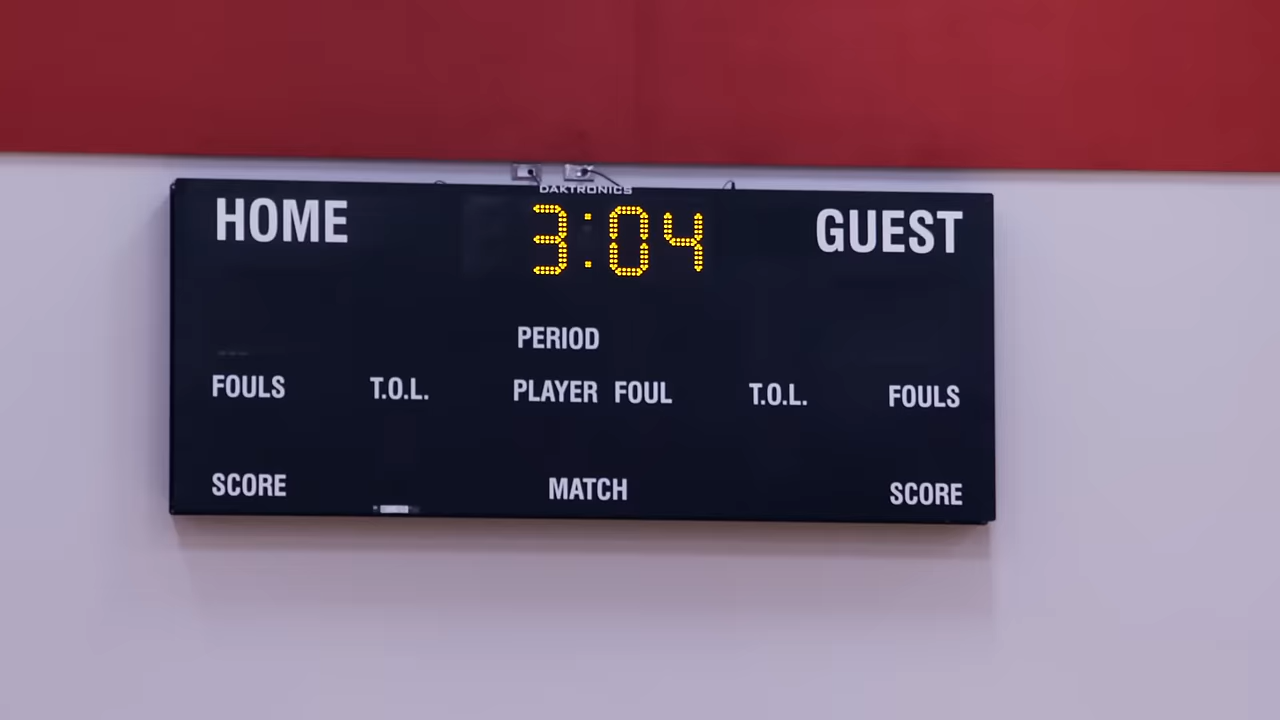 DAKTRONICS
HOME 3:04 GUEST
PERIOD
FOULS T.O.L. PLAYER FOUL T.O.L. FOULS
SCORE MATCH SCORE